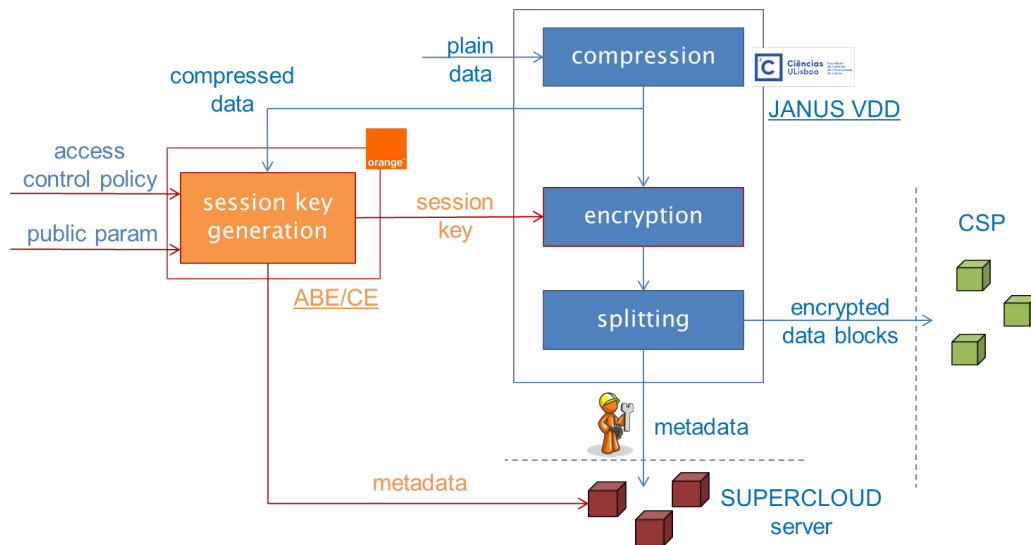 plain
data
compression
Ciências
ULisboa
JANUS VDD
compressed
data
orange
access
control policy
session key
generation
session
key
encryption
public param
CSP
ABE/CE
splitting
encrypted
data blocks
metadata
metadata
SUPERCLOUD
server